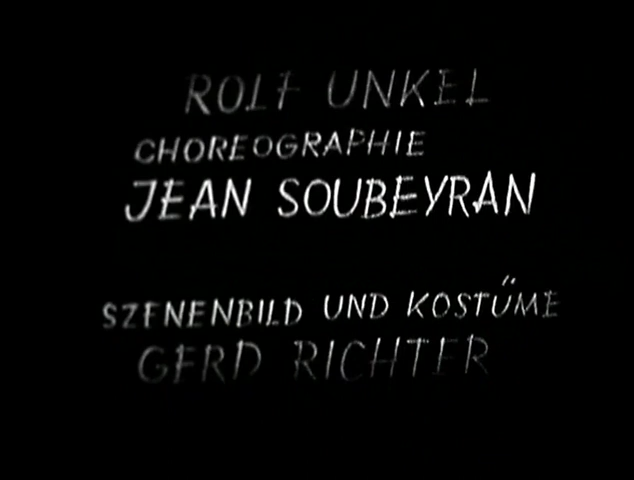 ROLF UNKEL
CHOREOGRAPHIE
JEAN SOUBEYRAN
SZENENBILD UND KOSTÜME
GERD RICHTER